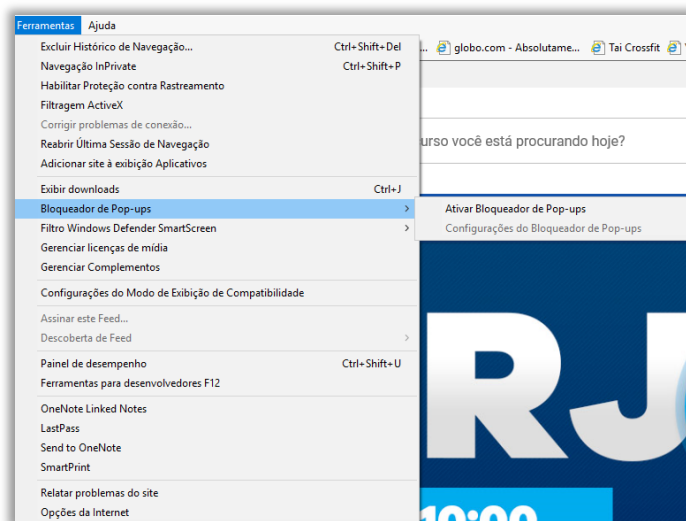 Ferramentas Ajuda
Excluir Histórico de Navegação... Ctrl+Shift+Del
... globo.com - Absolutame... Tai Crossfit
Navegação InPrivate Ctrl+Shift+P
Habilitar Proteção contra Rastreamento
Filtragem ActiveX
Corrigir problemas de conexão...
Reabrir Última Sessão de Navegação
urso você está procurando hoje?
Adicionar site à exibição Aplicativos
Exibir downloads Ctrl+J
Bloqueador de Pop-ups >
Ativar Bloqueador de Pop-ups
Filtro Windows Defender SmartScreen >
Configurações do Bloqueador de Pop-ups
Gerenciar licenças de mídia
Gerenciar Complementos
Configurações do Modo de Exibição de Compatibilidade
Assinar este Feed...
Descoberta de Feed >
Painel de desempenho Ctrl+Shift+U
Ferramentas para desenvolvedores F12
OneNote Linked Notes
LastPass
Send to OneNote
SmartPrint
Relatar problemas do site
Opções da Internet
RJ